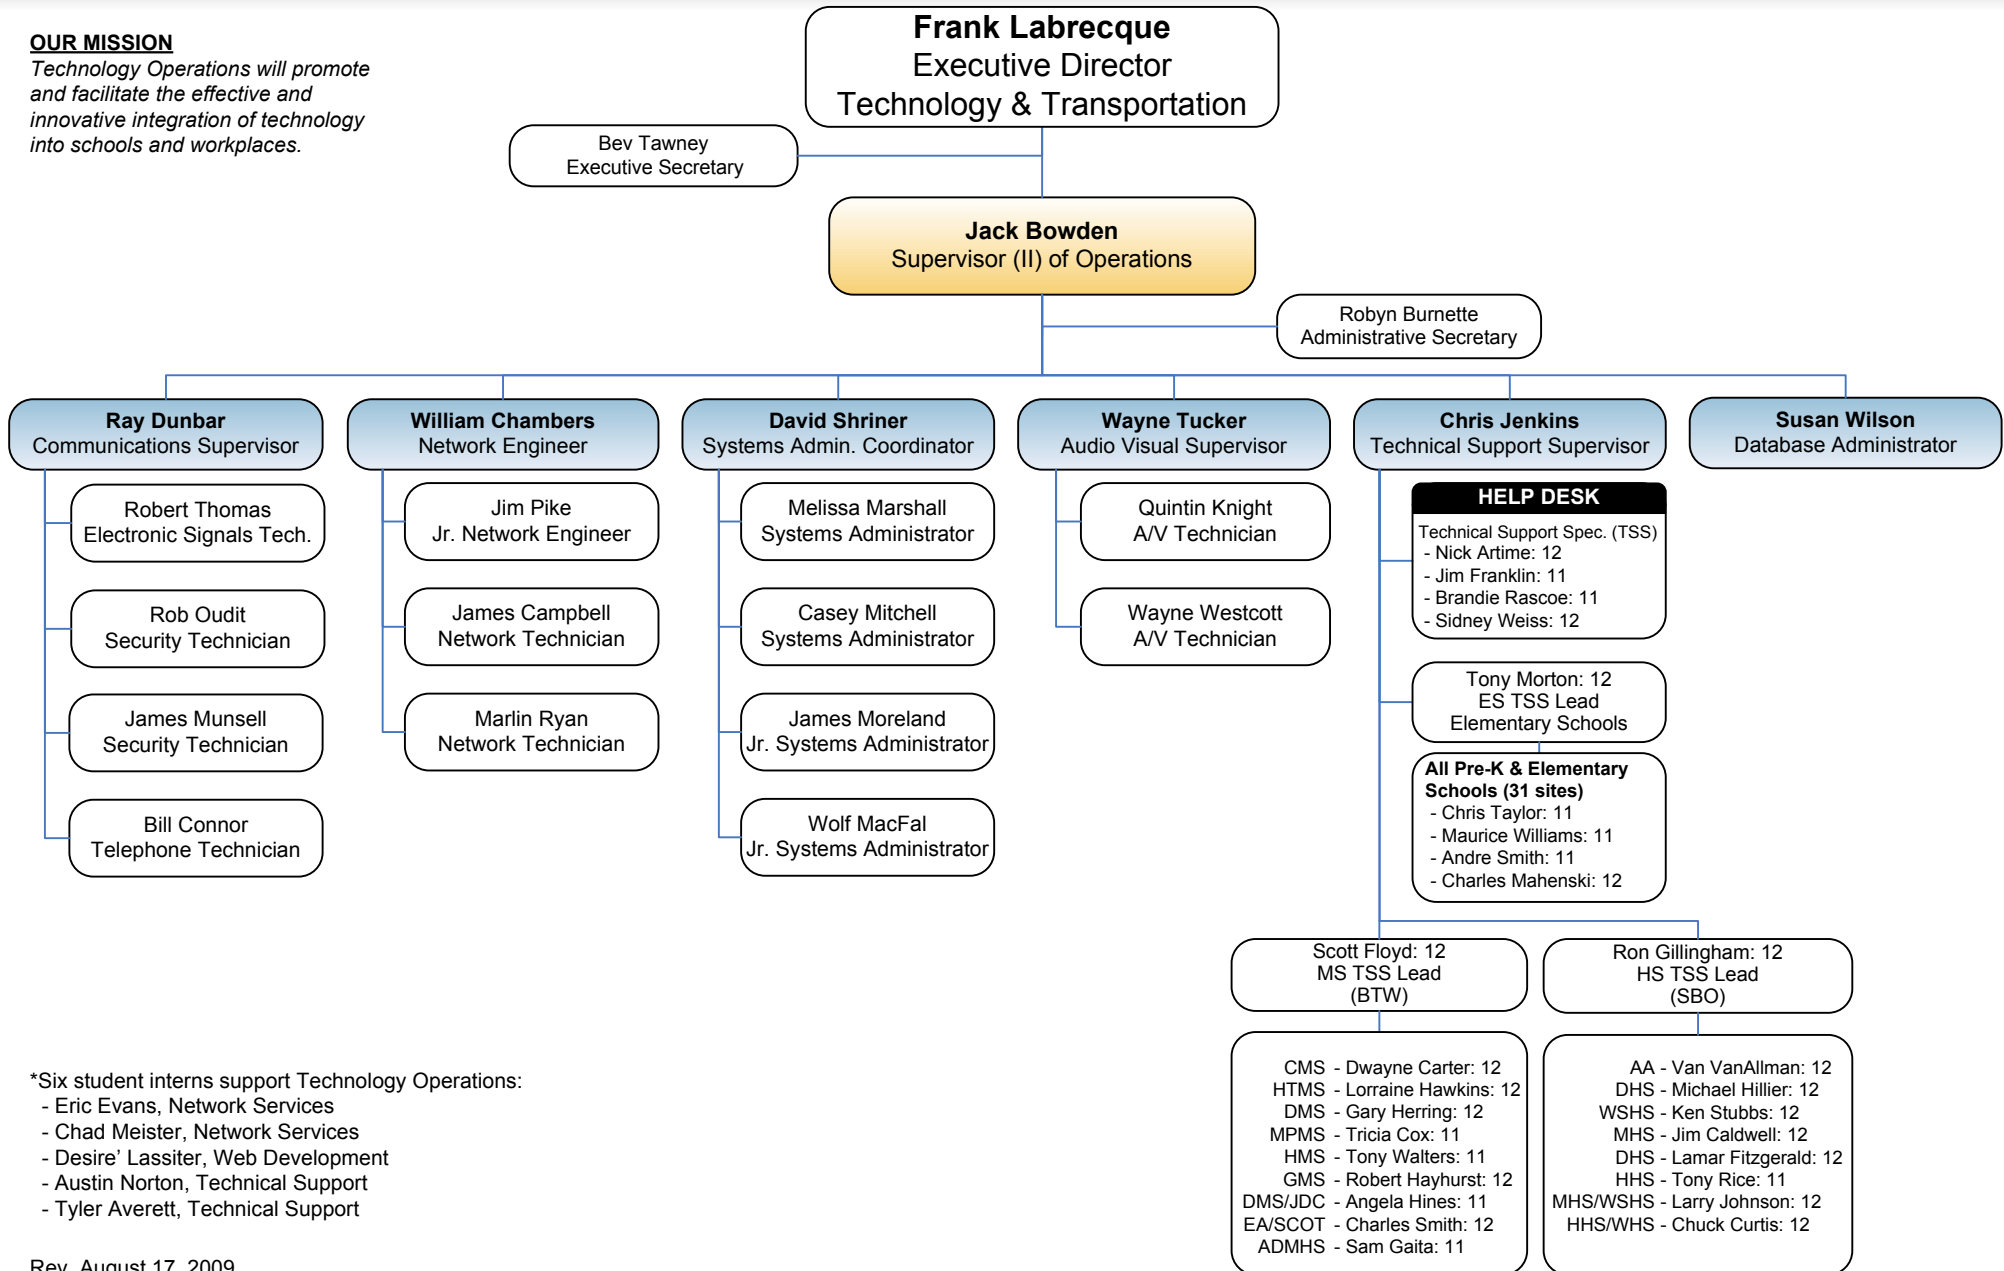 Frank Labrecque
Executive Director
Technology & Transportation
OUR MISSION
Technology Operations will promote
and facilitate the effective and
innovative integration of technology
into schools and workplaces.
Bev Tawney
Executive Secretary
Jack Bowden
Supervisor (II) of Operations
Robyn Burnette
Administrative Secretary
Ray Dunbar
Communications Supervisor
Robert Thomas
Electronic Signals Tech.
Rob Oudit
Security Technician
James Munsell
Security Technician
Bill Connor
Telephone Technician
William Chambers
Network Engineer
Jim Pike
Jr. Network Engineer
James Campbell
Network Technician
Marlin Ryan
Network Technician
David Shriner
Systems Admin. Coordinator
Melissa Marshall
Systems Administrator
Casey Mitchell
Systems Administrator
James Moreland
Jr. Systems Administrator
Wolf MacFal
Jr. Systems Administrator
Wayne Tucker
Audio Visual Supervisor
Quintin Knight
A/V Technician
Wayne Westcott
A/V Technician
Chris Jenkins
Technical Support Supervisor
HELP DESK
Technical Support Spec. (TSS)
- Nick Artime: 12
- Jim Franklin: 11
- Brandie Rascoe: 11
- Sidney Weiss: 12
Tony Morton: 12
ES TSS Lead
Elementary Schools
All Pre-K & Elementary
Schools (31 sites)
- Chris Taylor: 11
- Maurice Williams: 11
- Andre Smith: 11
- Charles Mahenski: 12
Susan Wilson
Database Administrator
Scott Floyd: 12
MS TSS Lead
(BTW)
CMS - Dwayne Carter: 12
HTMS - Lorraine Hawkins: 12
DMS - Gary Herring: 12
MPMS - Tricia Cox: 11
HMS - Tony Walters: 11
GMS - Robert Hayhurst: 12
DMS/JDC - Angela Hines: 11
EA/SCOT - Charles Smith: 12
ADMHS - Sam Gaita: 11
Ron Gillingham: 12
HS TSS Lead
(SBO)
AA - Van VanAllman: 12
DHS - Michael Hillier: 12
WSHS - Ken Stubbs: 12
MHS - Jim Caldwell: 12
DHS - Lamar Fitzgerald: 12
HHS - Tony Rice: 11
MHS/WSHS - Larry Johnson: 12
HHS/WHS - Chuck Curtis: 12
*Six student interns support Technology Operations:
- Eric Evans, Network Services
- Chad Meister, Network Services
- Desire' Lassiter, Web Development
- Austin Norton, Technical Support
- Tyler Averett, Technical Support
Rev. August 17, 2009